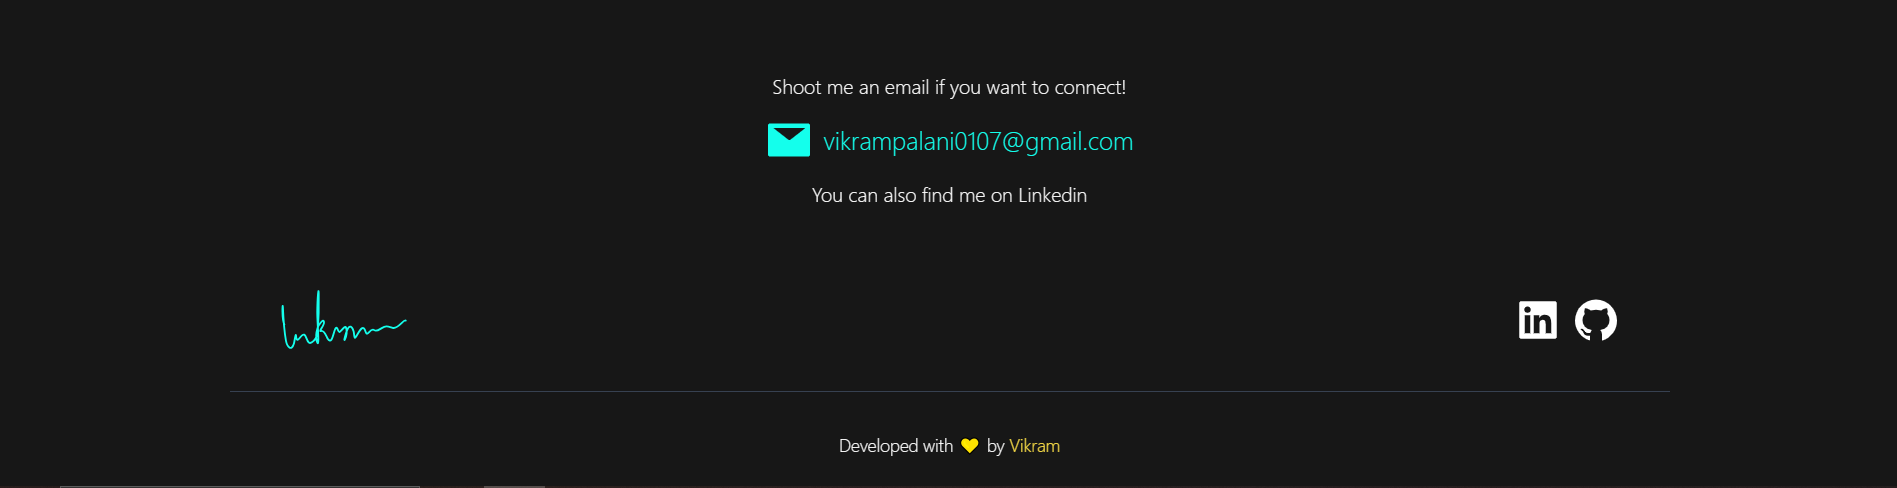 Shoot me an email if you want to connect!
vikrampalani0107@gmail.com
You can also find me on Linkedin
Vikram
in
Developed with 💛 by Vikram